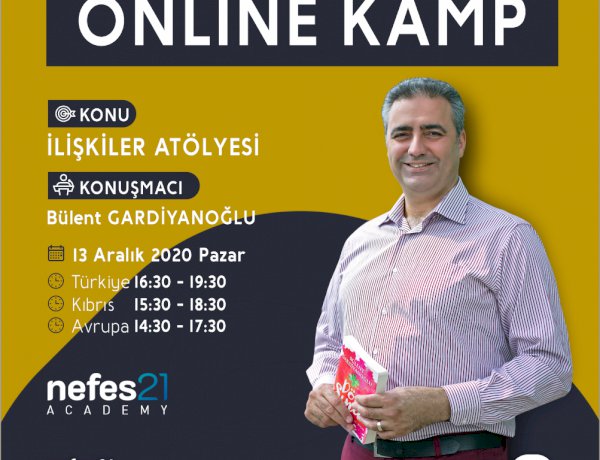 ONLINE KAMP
KONU
İLİŞKİLER ATÖLYESİ
KONUŞMACI
Bülent GARDİYANOĞLU
13 Aralık 2020 Pazar
Türkiye 16:30 - 19:30
Kıbrıs 15:30 - 18:30
Avrupa 14:30 - 17:30
nefes21
ACADEMY